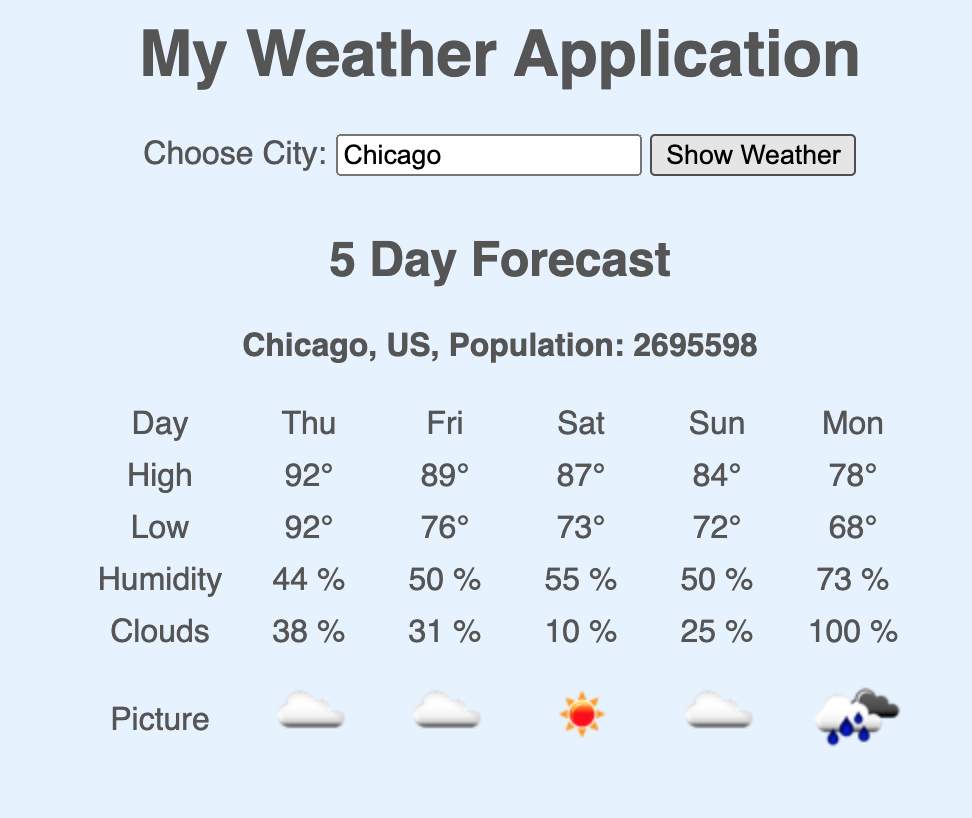 My Weather Application
Choose City: Chicago Show Weather
5 Day Forecast
Chicago, US, Population: 2695598
Day Thu Fri Sat Sun Mon
High 92° 89° 87° 84° 78°
Low 92° 76° 73° 72° 68°
Humidity 44 % 50 % 55 % 50 % 73 %
Clouds 38 % 31 % 10 % 25 % 100 %
Picture